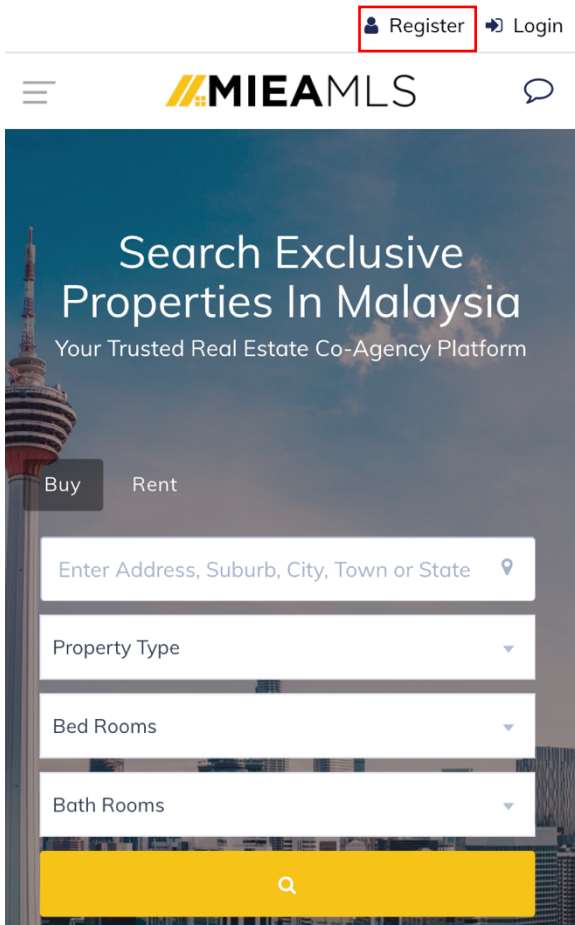 Register Login
MIEAMLS
Search Exclusive
Properties In Malaysia
Your Trusted Real Estate Co-Agency Platform
Buy Rent
Enter Address, Suburb, City, Town or State
Property Type
Bed Rooms
Bath Rooms